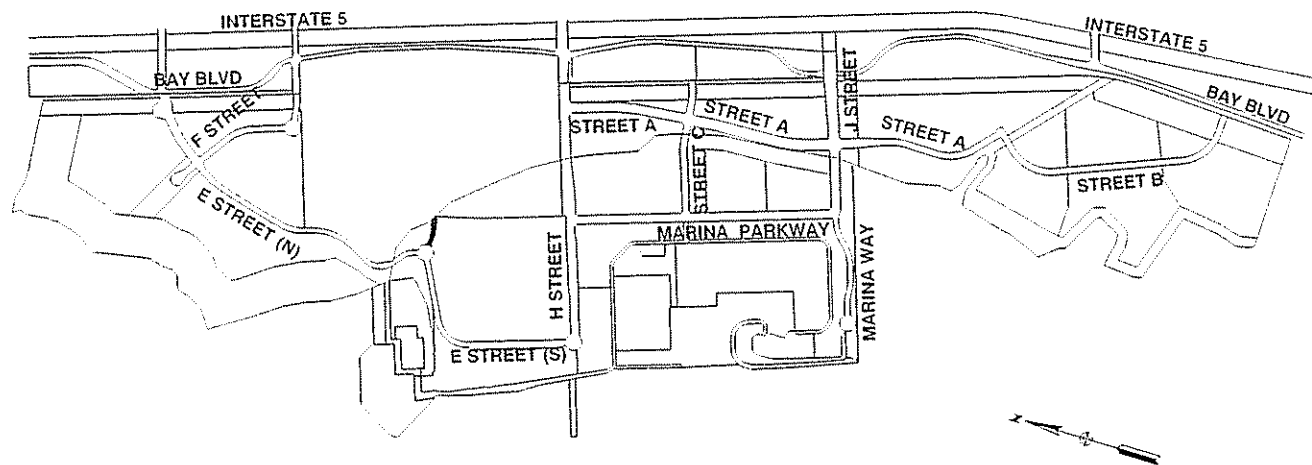 INTERSTATE 5
INTERSTATE 5
BAY BLVD
BAY BLVD
F STREET
J STREET
STREET A
STREET A
STREET A
STREET C
STREET B
E STREET (N)
MARINA PARKWAY
H STREET
MARINA WAY
E STREET (S)
Z